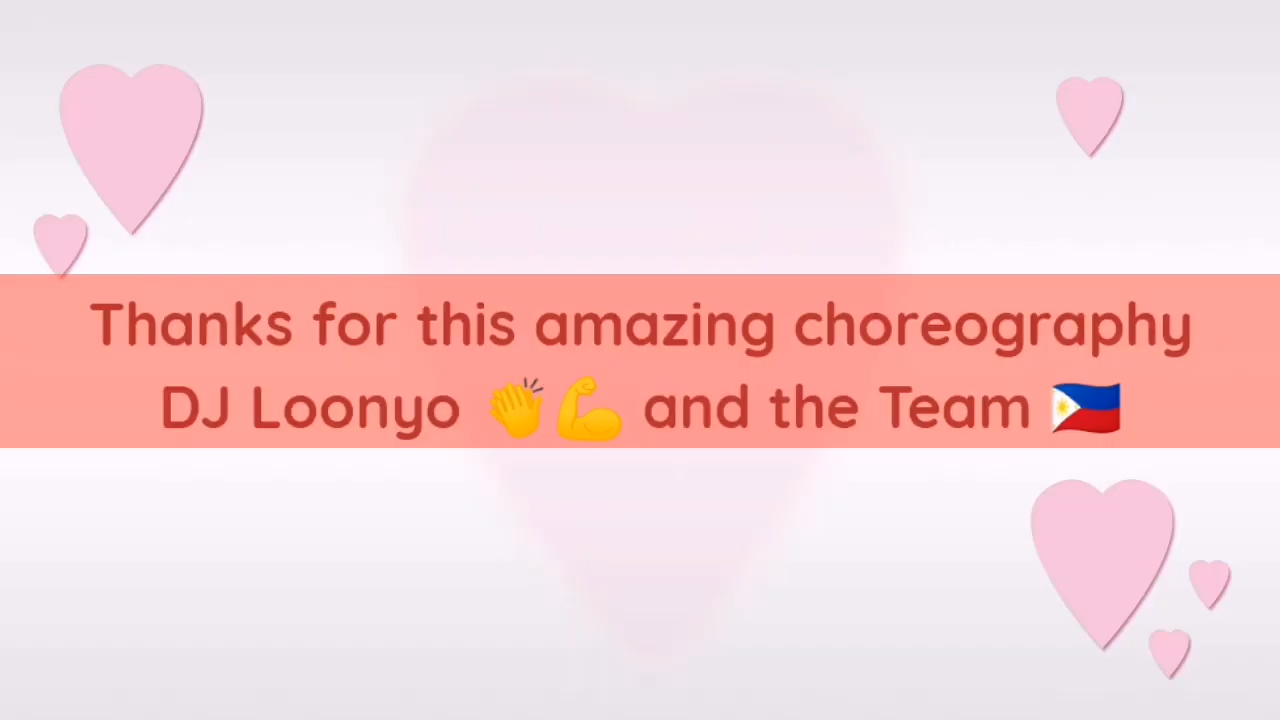 Thanks for this amazing choreography
DJ Loonyo 👏💪 and the Team 🇵🇭